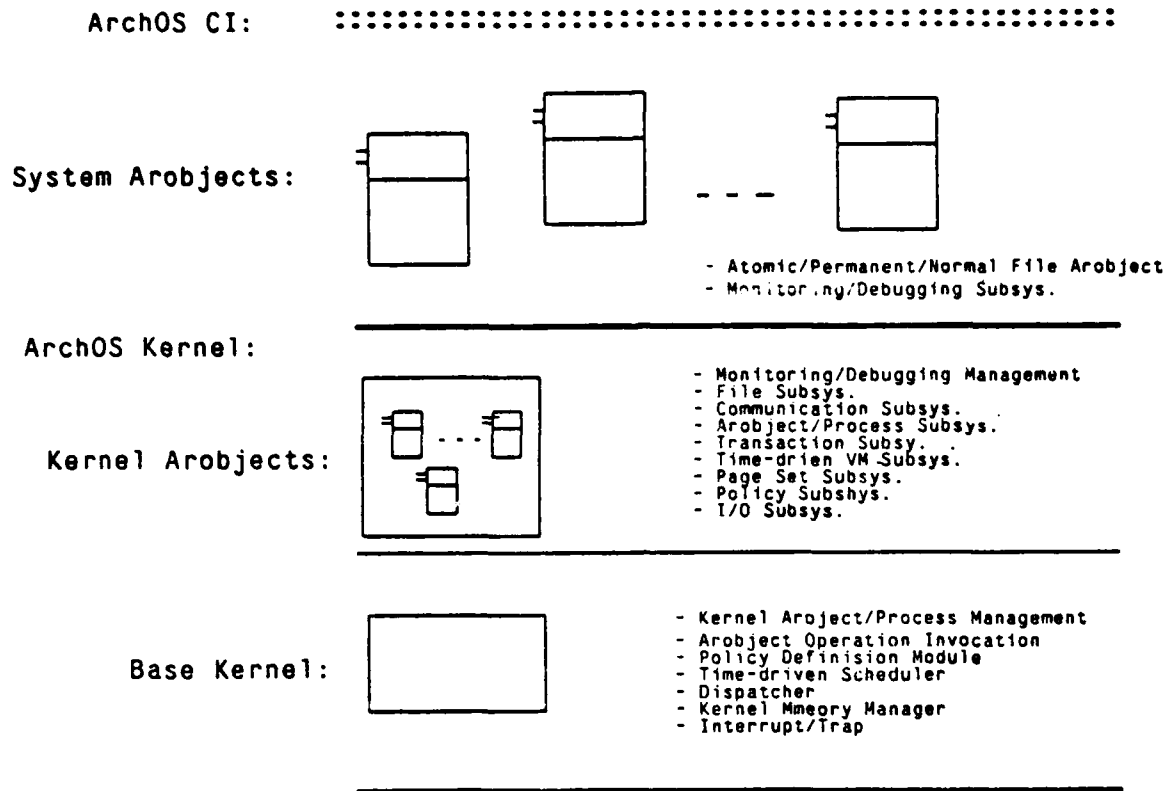 ArchOS CI:
System Arobjects:
- Atomic/Permanent/Normal File Arobject
- Monitoring/Debugging Subsys.
ArchOS Kernel:
Kernel Arobjects:
- Monitoring/Debugging Management
- File Subsys.
- Communication Subsys.
- Arobject/Process Subsys.
- Transaction Subsy.
- Time-drien VM Subsys.
- Page Set Subsys.
- Policy Subshys.
- I/O Subsys.
Base Kernel:
- Kernel Aroject/Process Management
- Arobject Operation Invocation
- Policy Definision Module
- Time-driven Scheduler
- Dispatcher
- Kernel Mmeory Manager
- Interrupt/Trap